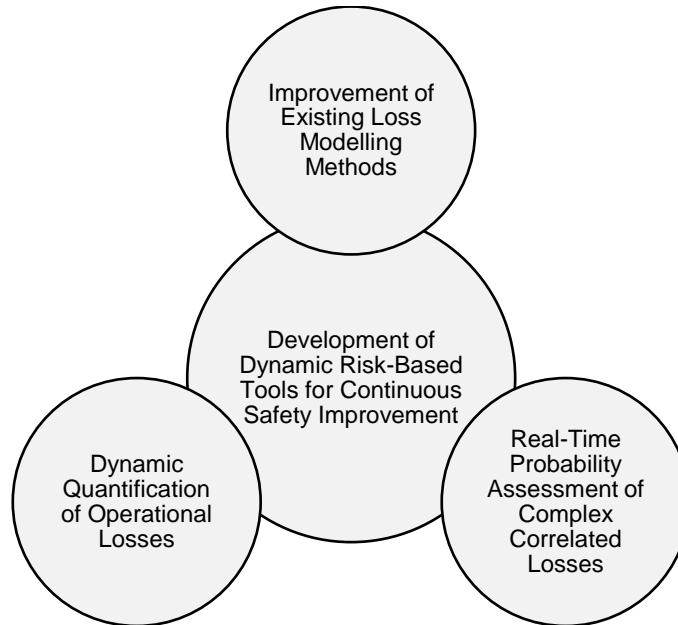 Improvement of
Existing Loss
Modelling
Methods
Development of
Dynamic Risk-Based
Tools for Continuous
Safety Improvement
Dynamic
Quantification
of Operational
Losses
Real-Time
Probability
Assessment of
Complex
Correlated
Losses